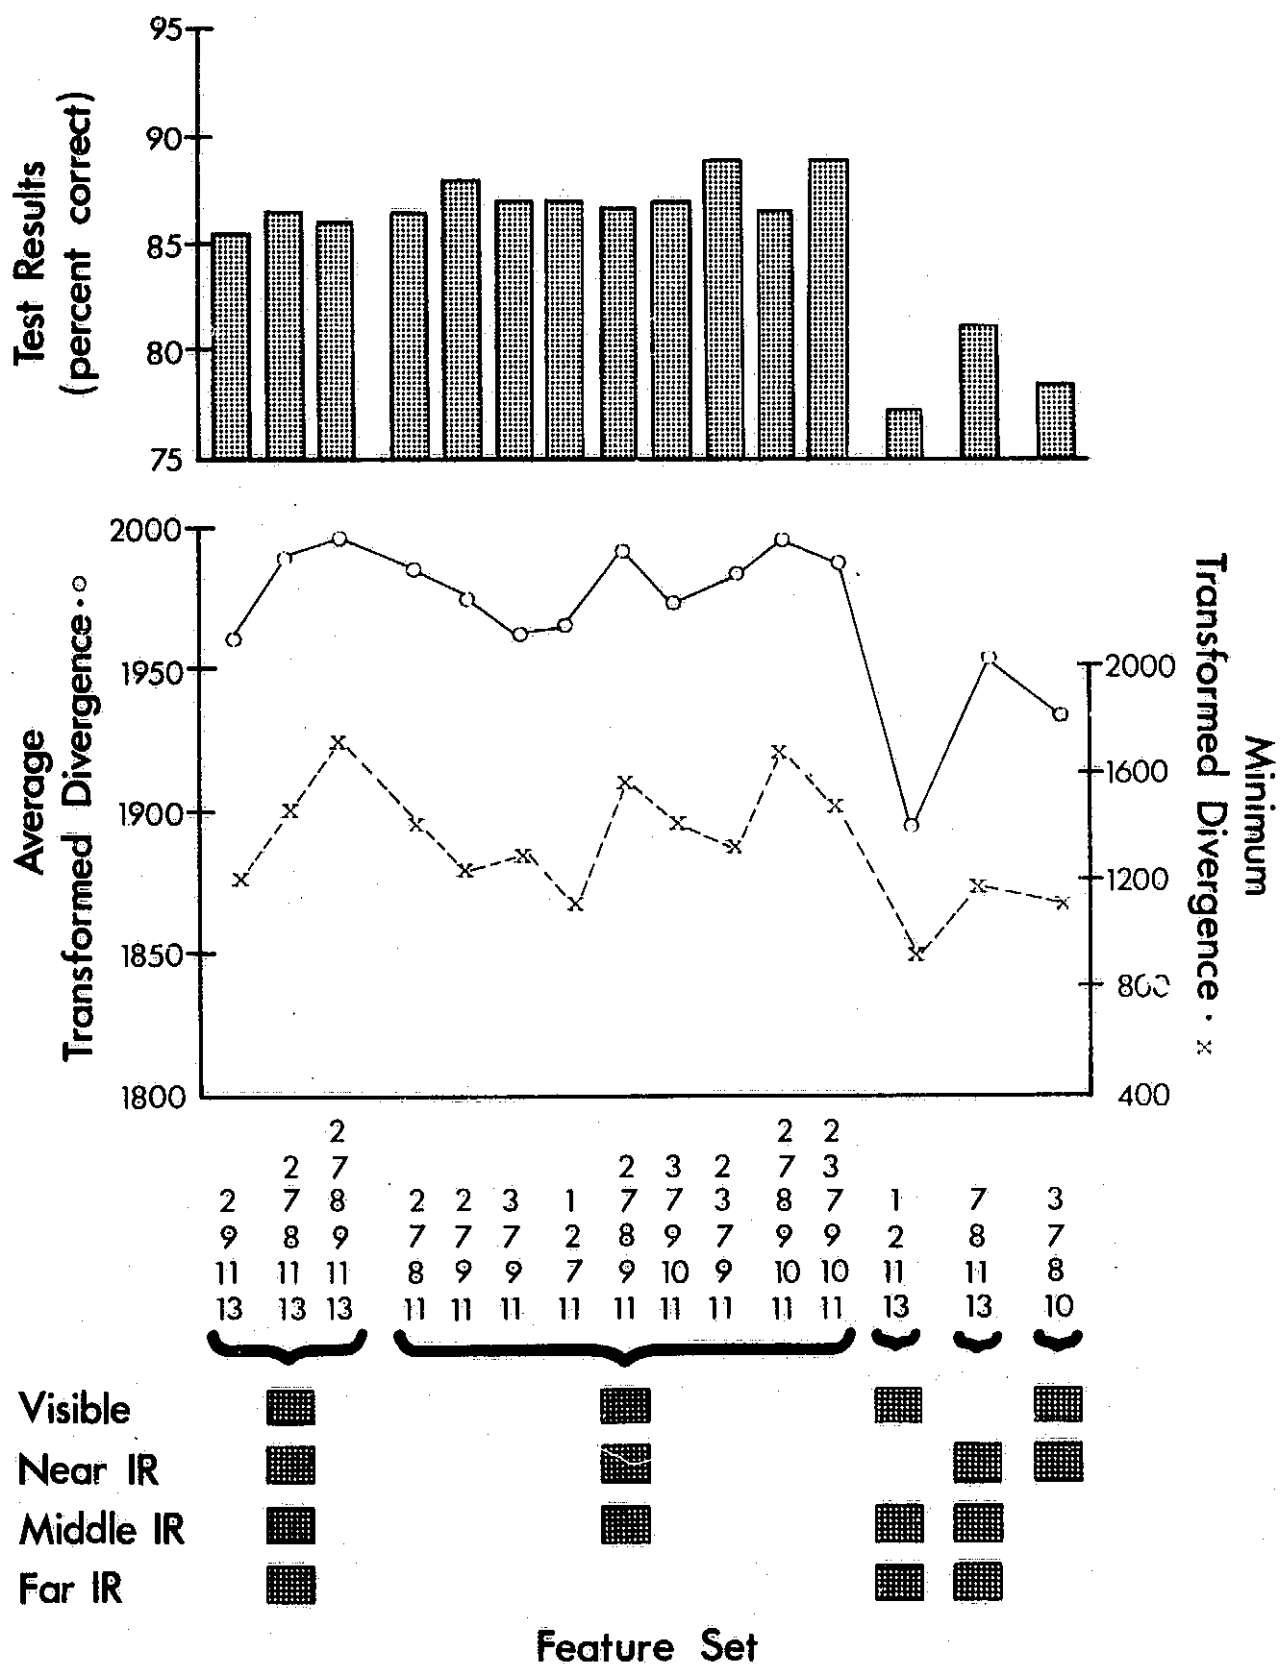 95
90
85
80
75
Test Results
(percent correct)
2000
1950
1900
1850
1800
Average
Transformed Divergence · o
2000
1600
1200
800
400
Minimum
Transformed Divergence · x
2 2 2
2 7 2 3
2 7 2 3 2 7 7
2 7 8 2 2 3 1 7 7 3 8 7 1 7 3
9 8 9 7 7 7 2 8 9 7 9 9 2 8 7
11 11 11 8 9 9 7 9 10 9 10 10 11 11 8
13 13 13 11 11 11 11 11 11 11 11 11 13 13 10
Visible
Near IR
Middle IR
Far IR
Feature Set